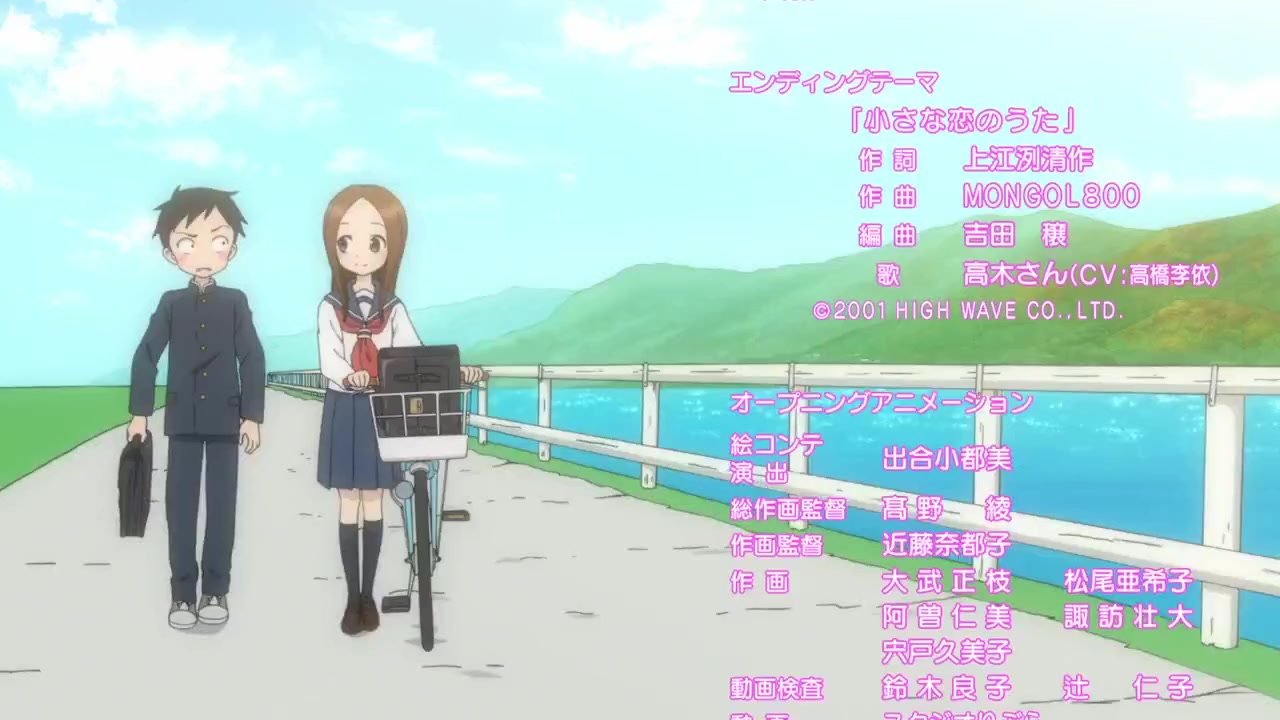 エンディングテーマ
「小さな恋のうた」
作 詞 上江洌清作
作 曲 MONGOL800
編 曲 吉田 穣
歌 高木さん(CV:高橋李依)
©2001 HIGH WAVE CO.,LTD.
オープニングアニメーション
絵コンテ
演 出 出合小都美
総作画監督 髙野 綾
作画監督 近藤奈都子
作 画 大武正枝 松尾亜希子
阿曽仁美 諏訪壮大
宍戸久美子
動画検査 鈴木良子 辻 仁子